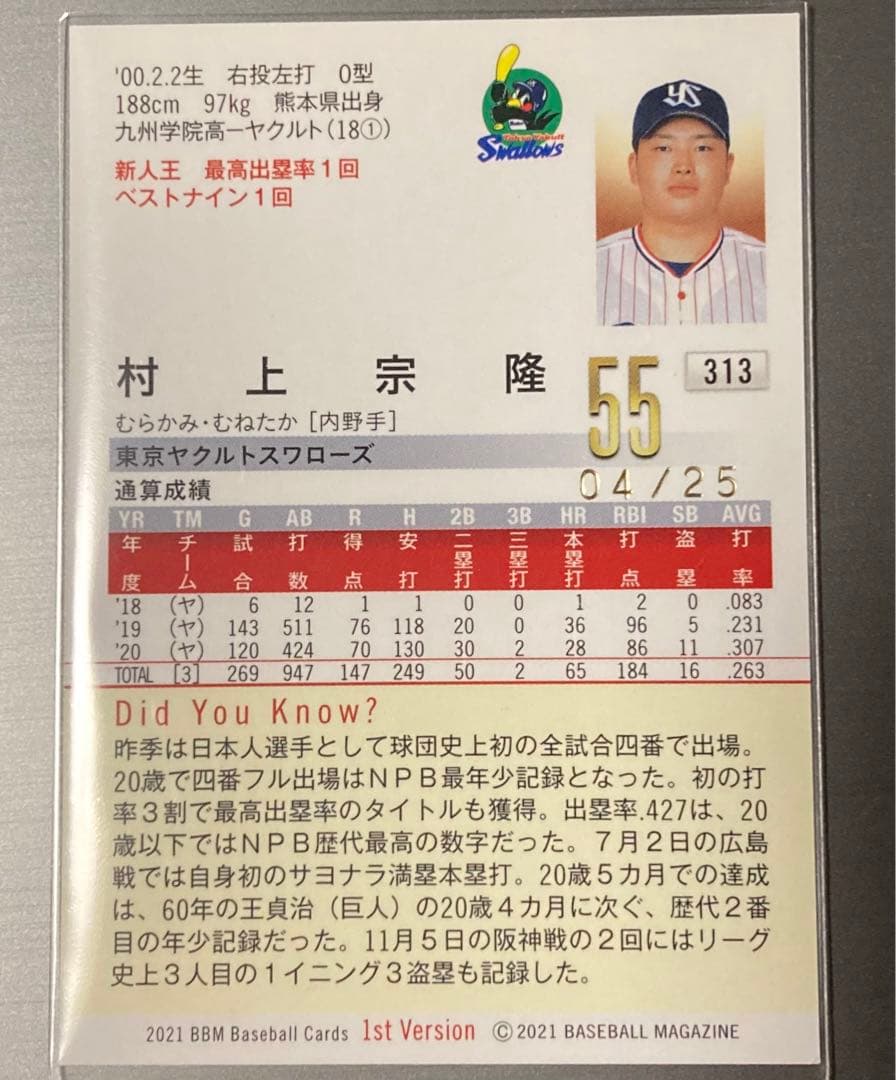 '00.2.2生　右投左打　O型
188cm　97kg　熊本県出身
九州学院高ーヤクルト(18①)
新人王　最高出塁率1回
ベストナイン1回
Tokyo Yakult
Swallows
YS
村上宗隆
55
313
むらかみ・むねたか［内野手］
東京ヤクルトスワローズ
04/25
通算成績
YR TM G AB R H 2B 3B HR RBI SB AVG
年度 チーム 試合 打数 得点 安打 二塁打 三塁打 本塁打 打点 盗塁 打率
'18 (ヤ) 6 12 1 1 0 0 1 2 0 .083
'19 (ヤ) 143 511 76 118 20 0 36 96 5 .231
'20 (ヤ) 120 424 70 130 30 2 28 86 11 .307
TOTAL [3] 269 947 147 249 50 2 65 184 16 .263
Did You Know?
昨季は日本人選手として球団史上初の全試合四番で出場。
20歳で四番フル出場はＮＰＢ最年少記録となった。初の打
率３割で最高出塁率のタイトルも獲得。出塁率.427は、20
歳以下ではＮＰＢ歴代最高の数字だった。７月２日の広島
戦では自身初のサヨナラ満塁本塁打。20歳５カ月での達成
は、60年の王貞治（巨人）の20歳４カ月に次ぐ、歴代２番
目の年少記録だった。11月５日の阪神戦の２回にはリーグ
史上３人目の１イニング３盗塁も記録した。
2021 BBM Baseball Cards 1st Version ©2021 BASEBALL MAGAZINE